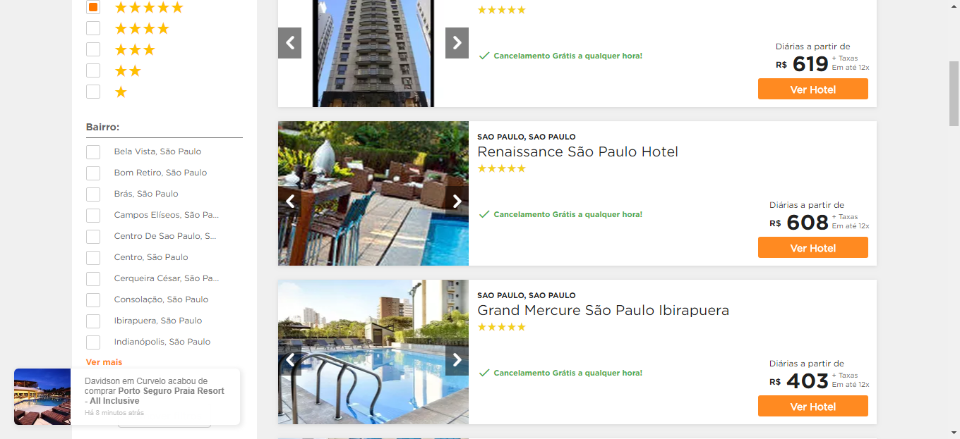 Bairro:
Bela Vista, São Paulo
Bom Retiro, São Paulo
Brás, São Paulo
Campos Elíseos, São Pa...
Centro De Sao Paulo, S...
Centro, São Paulo
Cerqueira César, São Pa...
Consolação, São Paulo
Ibirapuera, São Paulo
Indianópolis, São Paulo
Ver mais
Davidson em Curvelo acabou de
comprar Porto Seguro Praia Resort
- All Inclusive
Há 8 minutos atrás
Cancelamento Grátis a qualquer hora!
Diárias a partir de
R$ 619 + Taxas
Em até 12x
Ver Hotel
SAO PAULO, SAO PAULO
Renaissance São Paulo Hotel
Cancelamento Grátis a qualquer hora!
Diárias a partir de
R$ 608 + Taxas
Em até 12x
Ver Hotel
SAO PAULO, SAO PAULO
Grand Mercure São Paulo Ibirapuera
Cancelamento Grátis a qualquer hora!
Diárias a partir de
R$ 403 + Taxas
Em até 12x
Ver Hotel